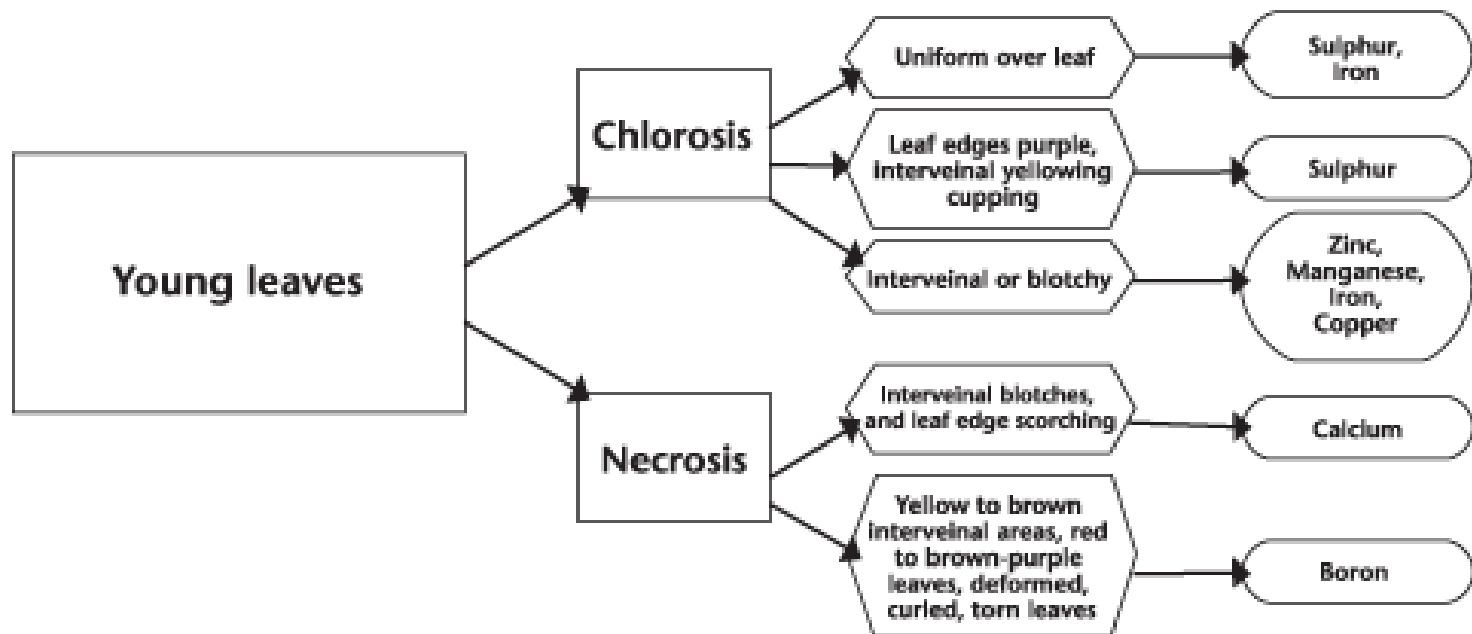 Young leaves
Chlorosis
Uniform over leaf
Sulphur,
Iron
Leaf edges purple,
interveinal yellowing
cupping
Sulphur
Interveinal or blotchy
Zinc,
Manganese,
Iron,
Copper
Necrosis
Interveinal blotches,
and leaf edge scorching
Calcium
Yellow to brown
interveinal areas, red
to brown-purple
leaves, deformed,
curled, torn leaves
Boron